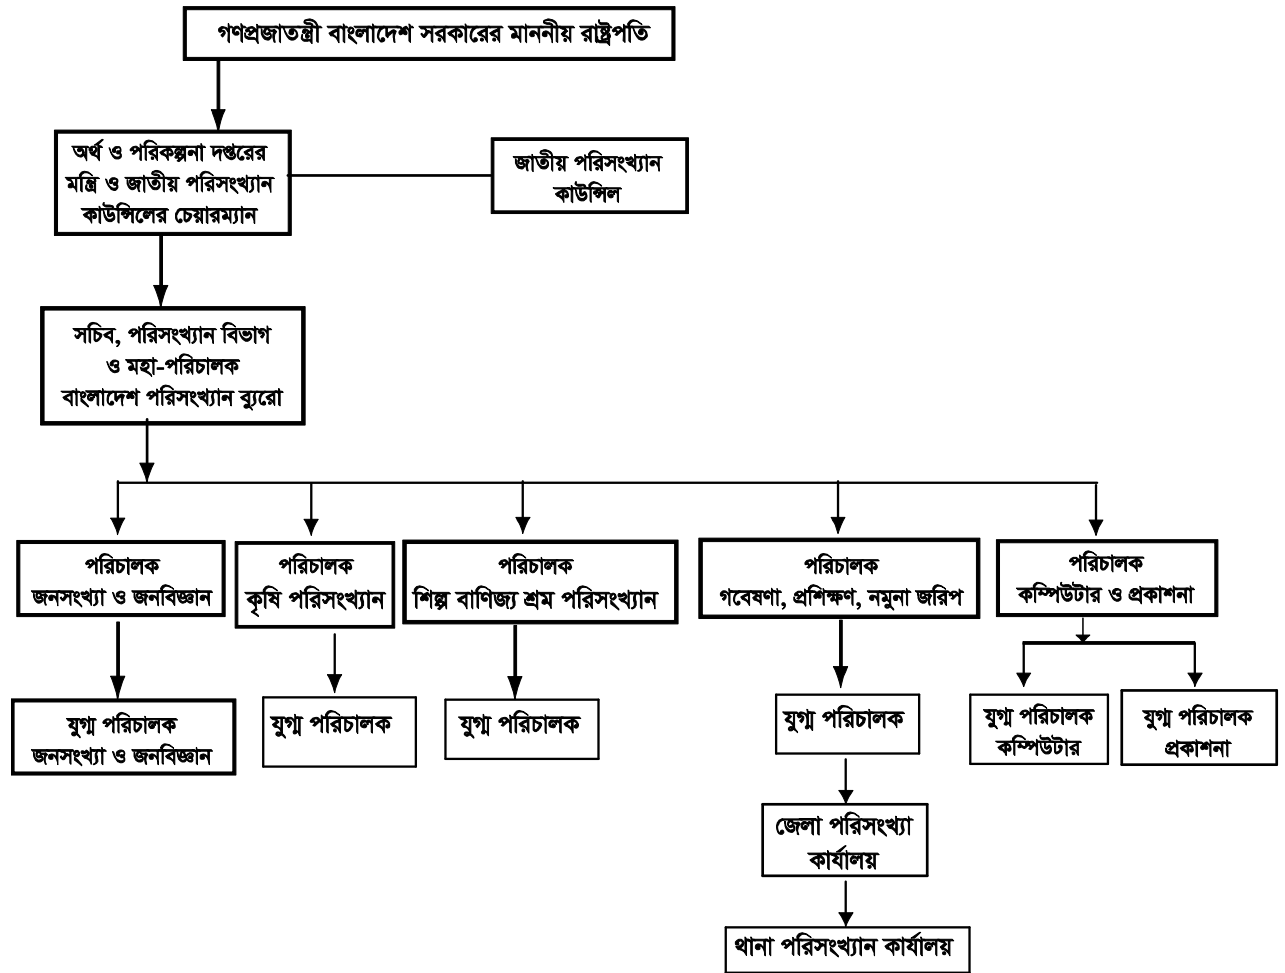 গণপ্রজাতন্ত্রী বাংলাদেশ সরকারের মাননীয় রাষ্ট্রপতি
অর্থ ও পরিকল্পনা দপ্তরের
মন্ত্রি ও জাতীয় পরিসংখ্যান
কাউন্সিলের চেয়ারম্যান
জাতীয় পরিসংখ্যান
কাউন্সিল
সচিব, পরিসংখ্যান বিভাগ
ও মহা-পরিচালক
বাংলাদেশ পরিসংখ্যান ব্যুরো
পরিচালক
জনসংখ্যা ও জনবিজ্ঞান
পরিচালক
কৃষি পরিসংখ্যান
পরিচালক
শিল্প বাণিজ্য শ্রম পরিসংখ্যান
পরিচালক
গবেষণা, প্রশিক্ষণ, নমুনা জরিপ
পরিচালক
কম্পিউটার ও প্রকাশনা
যুগ্ম পরিচালক
জনসংখ্যা ও জনবিজ্ঞান
যুগ্ম পরিচালক
যুগ্ম পরিচালক
যুগ্ম পরিচালক
যুগ্ম পরিচালক
কম্পিউটার
যুগ্ম পরিচালক
প্রকাশনা
জেলা পরিসংখ্যা
কার্যালয়
থানা পরিসংখ্যান কার্যালয়